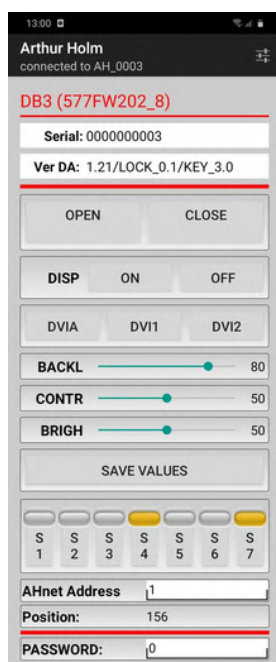 13:00
Arthur Holm
connected to AH_0003
DB3 (577FW202_8)
Serial: 0000000003
Ver DA: 1.21/LOCK_0.1/KEY_3.0
OPEN CLOSE
DISP ON OFF
DVIA DVI1 DVI2
BACKL 80
CONTR 50
BRIGH 50
SAVE VALUES
S S S S S S S
1 2 3 4 5 6 7
AHnet Address 1
Position: 156
PASSWORD: 0